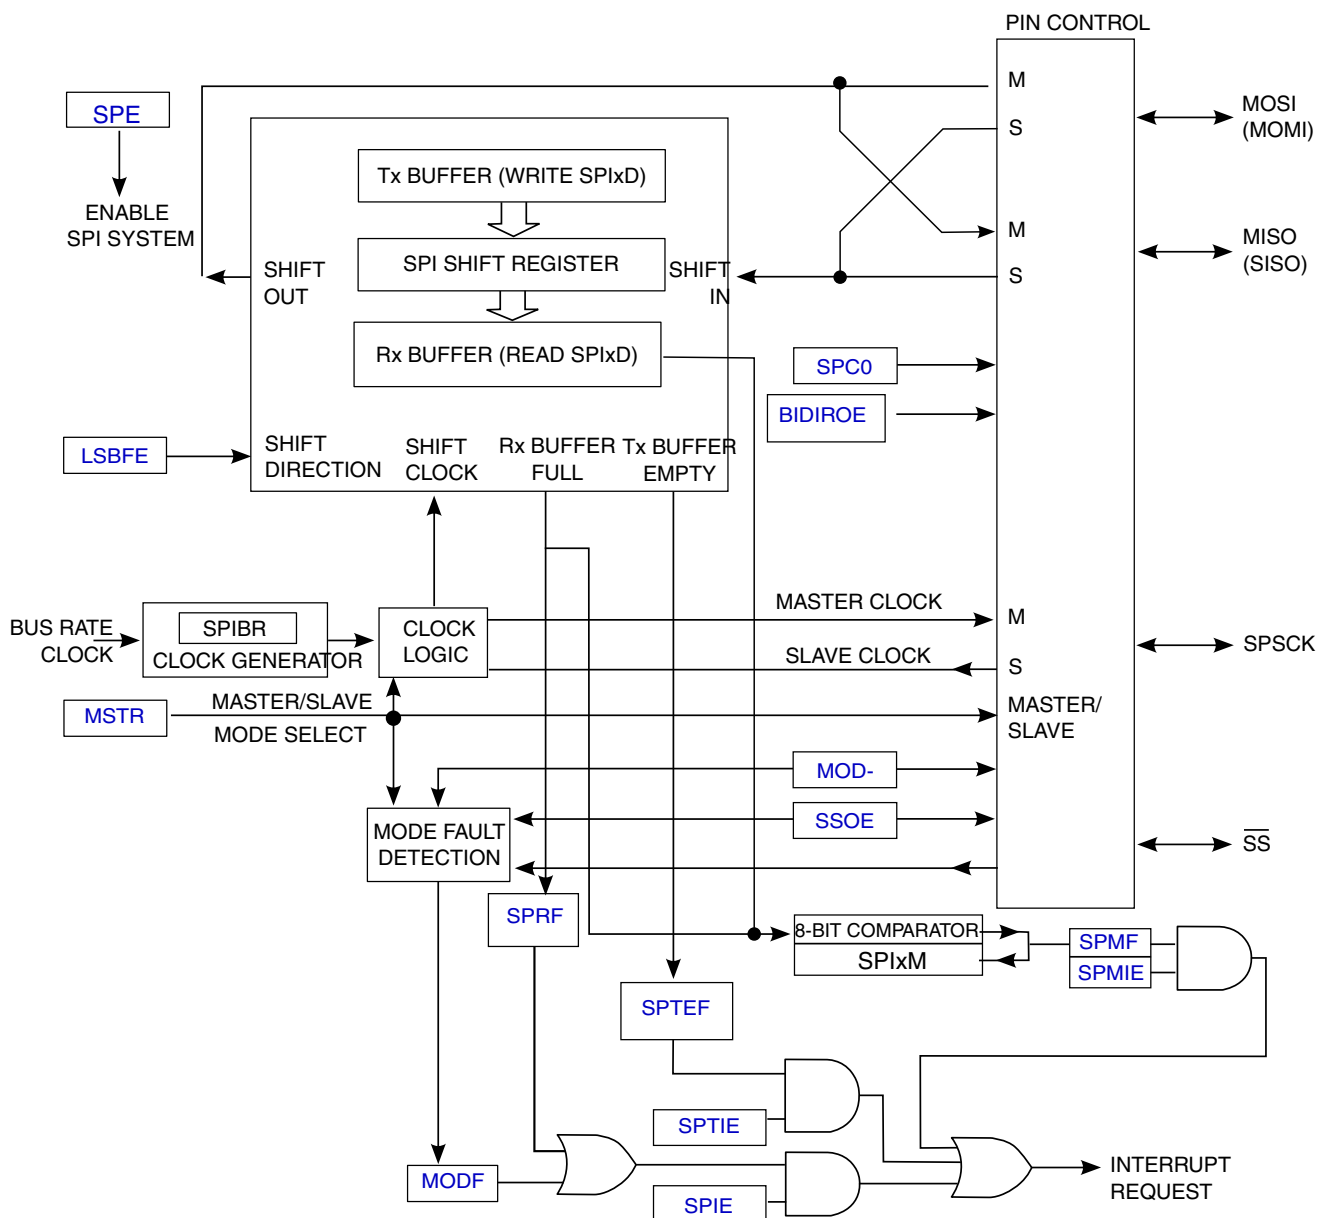 PIN CONTROL
M
MOSI
(MOMI)
S
SPE
ENABLE
SPI SYSTEM
Tx BUFFER (WRITE SPIxD)
SPI SHIFT REGISTER
Rx BUFFER (READ SPIxD)
SHIFT
OUT
SHIFT
IN
M
MISO
(SISO)
S
SPC0
BIDIROE
LSBFE
SHIFT
DIRECTION
SHIFT
CLOCK
Rx BUFFER
FULL
Tx BUFFER
EMPTY
BUS RATE
CLOCK
SPIBR
CLOCK GENERATOR
CLOCK
LOGIC
MASTER CLOCK
M
SLAVE CLOCK
S
SPSCK
MSTR
MASTER/SLAVE
MODE SELECT
MASTER/
SLAVE
MOD-
SSOE
MODE FAULT
DETECTION
SS
SPRF
8-BIT COMPARATOR
SPIxM
SPMF
SPMIE
SPTEF
SPTIE
MODF
SPIE
INTERRUPT
REQUEST